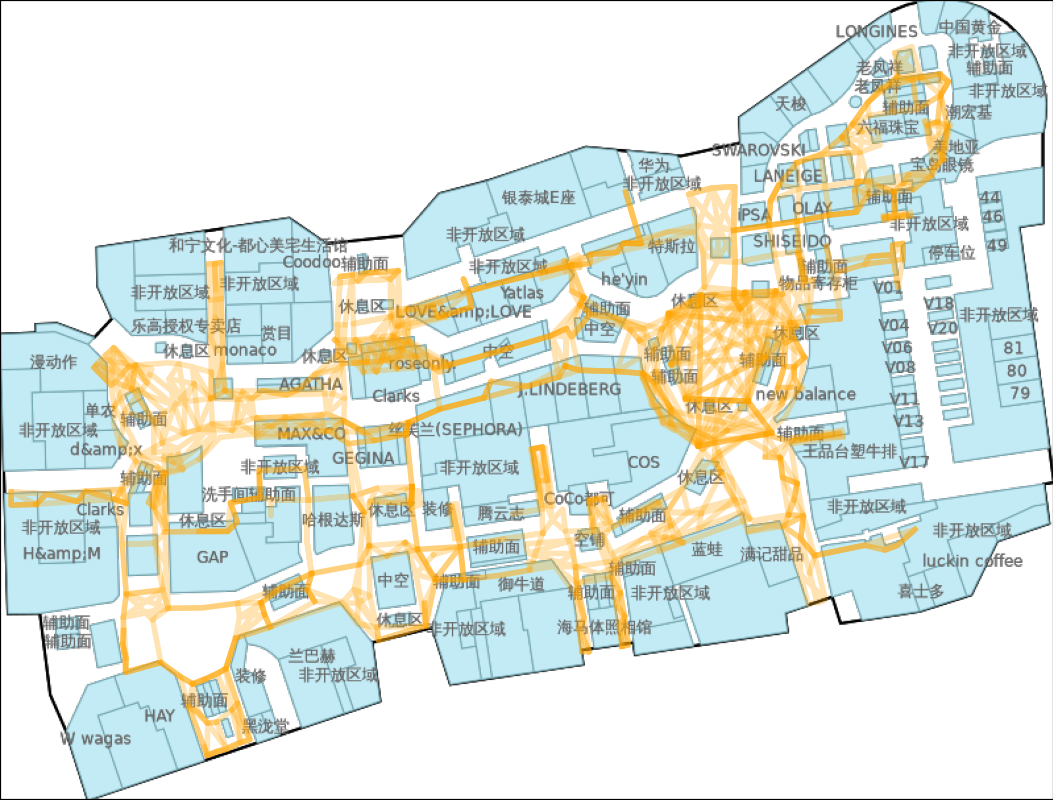 LONGINES
中国黄金
非开放区域
老凤祥
辅助面
老凤祥
非开放区域
天梭
辅助面
潮宏基
六福珠宝
SWAROVSKI
美地亚
华为
宝岛眼镜
LANEIGE
非开放区域
银泰城E座
辅助面
44
iPSA
OLAY
46
非开放区域
非开放区域
和宁文化-都心美宅生活馆
特斯拉
SHISEIDO
49
停车位
Coodoo
辅助面
非开放区域
辅助面
he'yin
物品寄存柜
非开放区域
非开放区域
Yatlas
V01
休息区
休息区
V18
LOVE&amp;LOVE
辅助面
非开放区域
乐高授权专卖店
赏目
中空
休息区
V04
V20
休息区
monaco
休息区
中空
辅助面
V06
81
漫动作
roseonly.
辅助面
V08
80
AGATHA
辅助面
J.LINDEBERG
79
Clarks
new balance
V11
单农
辅助面
休息区
V13
非开放区域
MAX&CO
丝芙兰(SEPHORA)
辅助面
d&amp;x
GEGINA
王品台塑牛排
V17
非开放区域
非开放区域
COS
辅助面
休息区
洗手间
辅助面
CoCo都可
Clarks
休息区
哈根达斯
休息区
装修
腾云志
辅助面
非开放区域
非开放区域
非开放区域
H&amp;M
GAP
辅助面
空铺
蓝蛙
满记甜品
luckin coffee
中空
辅助面
御牛道
辅助面
辅助面
辅助面
非开放区域
喜士多
休息区
辅助面
非开放区域
海马体照相馆
辅助面
兰巴赫
装修
非开放区域
辅助面
HAY
黑泷堂
W wagas